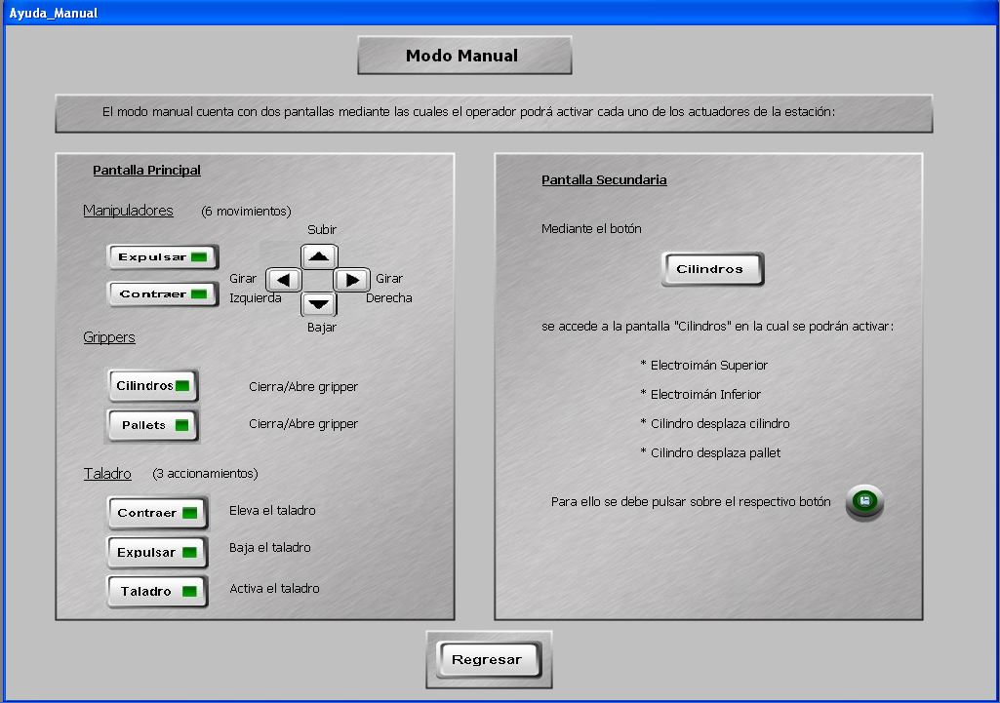 Ayuda_Manual
Modo Manual
El modo manual cuenta con dos pantallas mediante las cuales el operador podrá activar cada uno de los actuadores de la estación:
Pantalla Principal
Manipuladores (6 movimientos)
Subir
Expulsar
Contraer
Girar Izquierda
Girar Derecha
Bajar
Grippers
Cilindros Cierra/Abre gripper
Pallets Cierra/Abre gripper
Taladro (3 accionamientos)
Contraer Eleva el taladro
Expulsar Baja el taladro
Taladro Activa el taladro
Pantalla Secundaria
Mediante el botón
Cilindros
se accede a la pantalla "Cilindros" en la cual se podrán activar:
* Electroimán Superior
* Electroimán Inferior
* Cilindro desplaza cilindro
* Cilindro desplaza pallet
Para ello se debe pulsar sobre el respectivo botón
Regresar